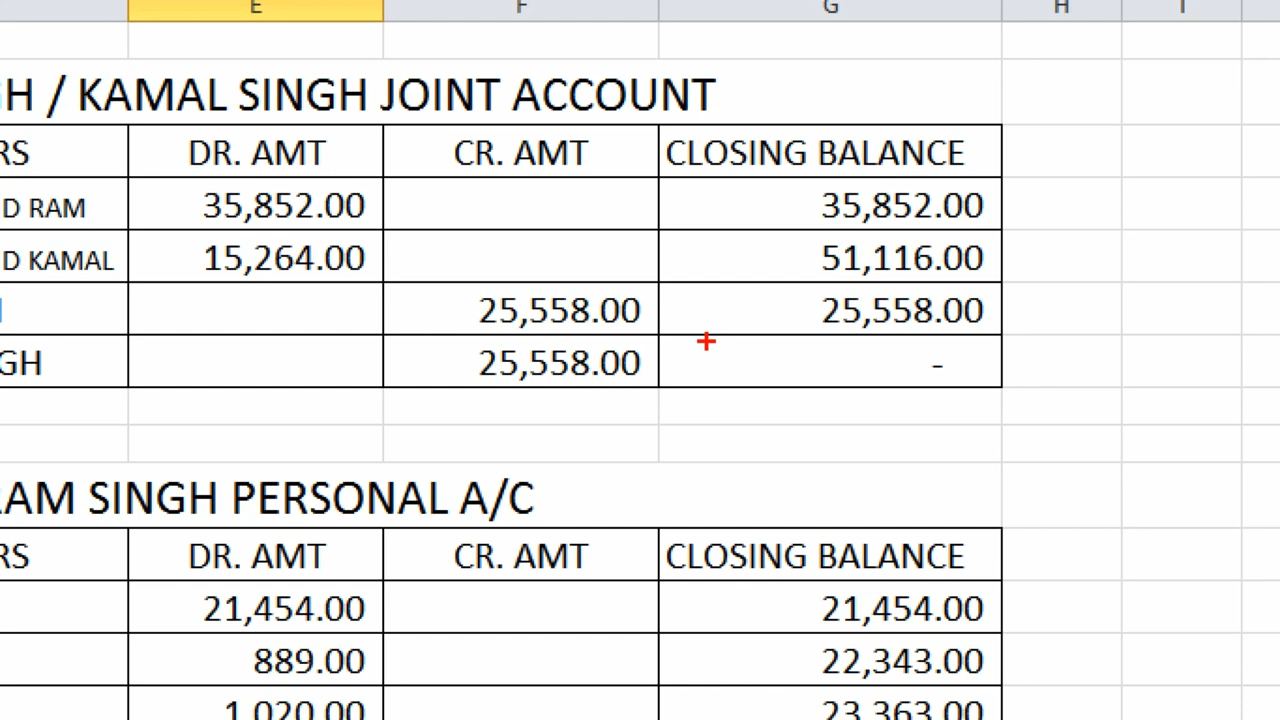 E F G H I
GH / KAMAL SINGH JOINT ACCOUNT
RS DR. AMT CR. AMT CLOSING BALANCE
D RAM 35,852.00 35,852.00
D KAMAL 15,264.00 51,116.00
25,558.00 25,558.00
GH 25,558.00 -
RAM SINGH PERSONAL A/C
RS DR. AMT CR. AMT CLOSING BALANCE
21,454.00 21,454.00
889.00 22,343.00
1,020.00 23,363.00